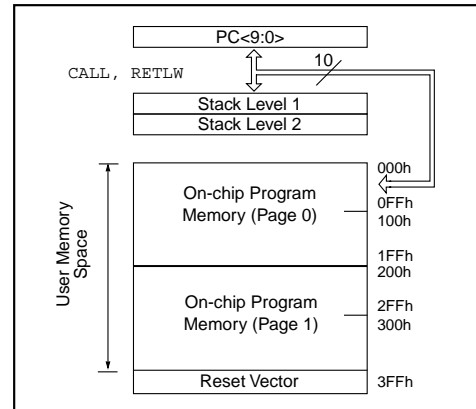 PC<9:0>
10
CALL, RETLW
Stack Level 1
Stack Level 2
000h
On-chip Program
Memory (Page 0)
0FFh
100h
1FFh
200h
User Memory
Space
On-chip Program
Memory (Page 1)
2FFh
300h
Reset Vector
3FFh